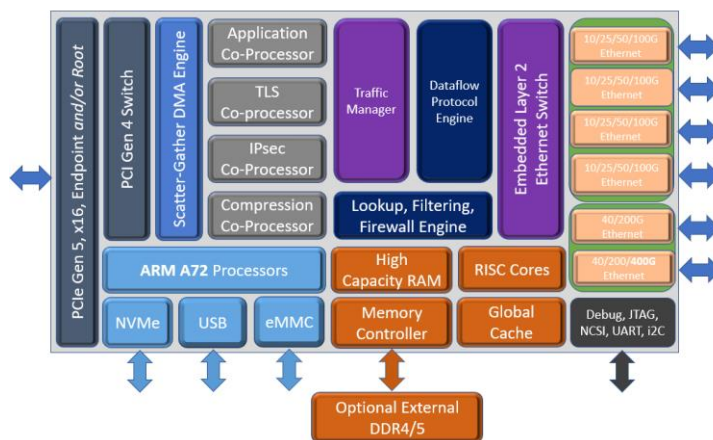 PCIe Gen 5, x16, Endpoint and/or Root
PCI Gen 4 Switch
Scatter-Gather DMA Engine
Application
Co-Processor
TLS
Co-processor
IPsec
Co-Processor
Compression
Co-Processor
Traffic
Manager
Dataflow
Protocol
Engine
Lookup, Filtering,
Firewall Engine
Embedded Layer 2
Ethernet Switch
10/25/50/100G
Ethernet
10/25/50/100G
Ethernet
10/25/50/100G
Ethernet
10/25/50/100G
Ethernet
40/200G
Ethernet
40/200/400G
Ethernet
ARM A72 Processors
High
Capacity RAM
RISC Cores
NVMe
USB
eMMC
Memory
Controller
Global
Cache
Debug, JTAG,
NCSI, UART, i2C
Optional External
DDR4/5